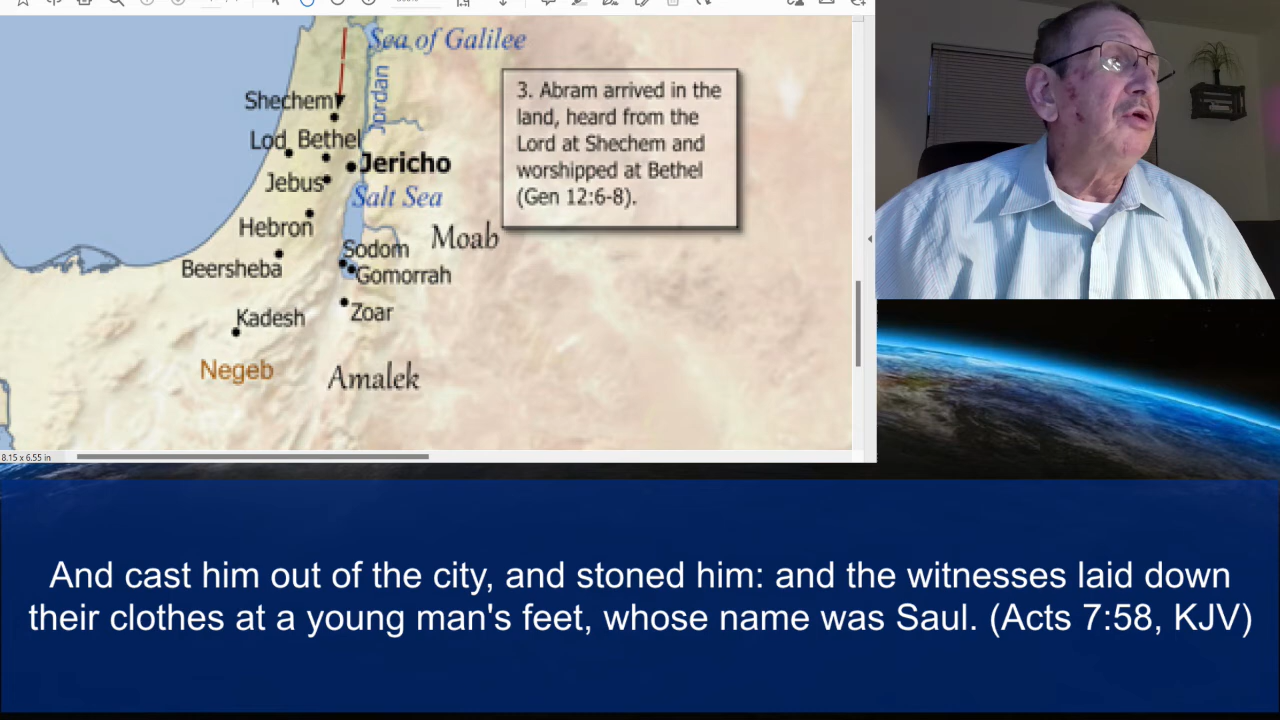 Sea of Galilee
Jordan
Shechem
Lod Bethel
Jericho
Jebus
Salt Sea
Hebron
Moab
Sodom
Beersheba
Gomorrah
Zoar
Kadesh
Negeb
Amalek
3. Abram arrived in the
land, heard from the
Lord at Shechem and
worshipped at Bethel
(Gen 12:6-8).
8.15 x 6.55 in
And cast him out of the city, and stoned him: and the witnesses laid down
their clothes at a young man's feet, whose name was Saul. (Acts 7:58, KJV)